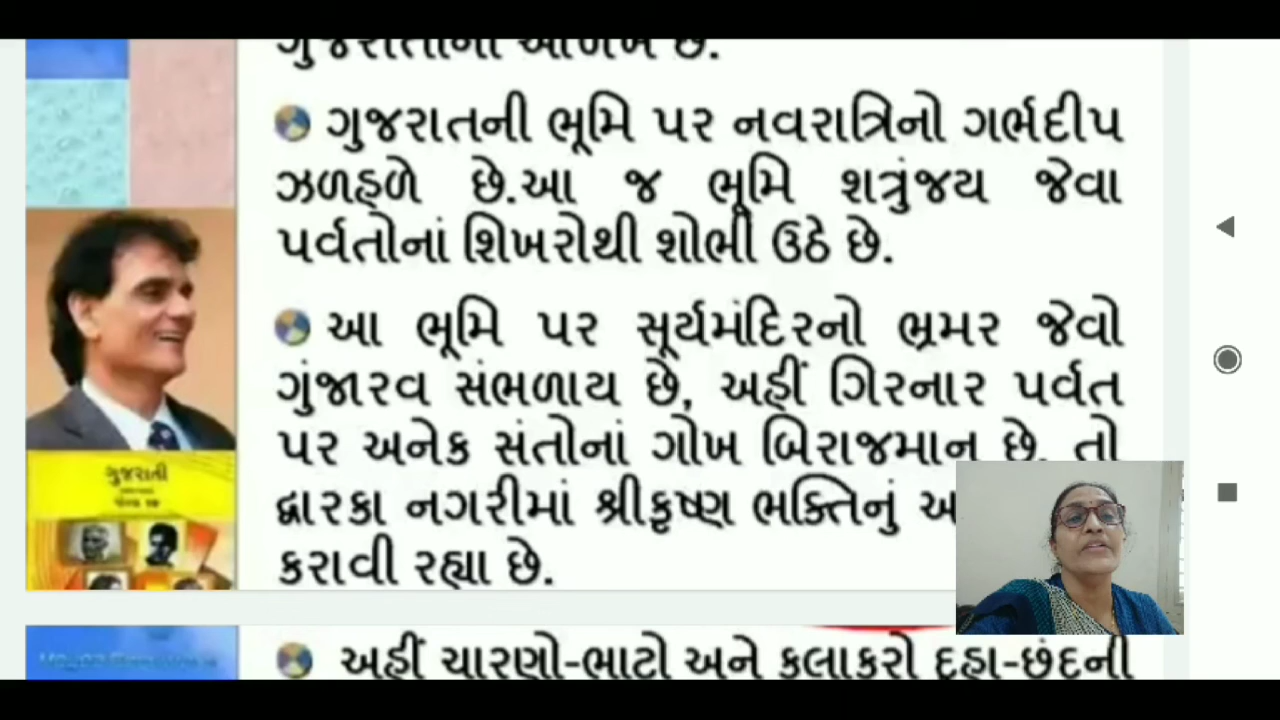 ગુજરાતની ભૂમિ પર નવરાત્રિનો ગર્ભદીપ
ઝળહળે છે.આ જ ભૂમિ શત્રુંજય જેવા
પર્વતોનાં શિખરોથી શોભી ઉઠે છે.
આ ભૂમિ પર સૂર્યમંદિરનો ભ્રમર જેવો
ગુંજારવ સંભળાય છે, અહીં ગિરનાર પર્વત
પર અનેક સંતોનાં ગોખ બિરાજમાન છે. તો
દ્વારકા નગરીમાં શ્રીકૃષ્ણ ભક્તિનું
કરાવી રહ્યા છે.
ગુજરાતી
અહીં ચારણો-ભાટો અને કલાકારો દુહા-છંદની